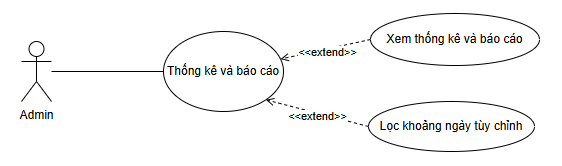 Xem thống kê và báo cáo
<<extend>>
Thống kê và báo cáo
Admin
<<extend>>
Lọc khoảng ngày tùy chỉnh